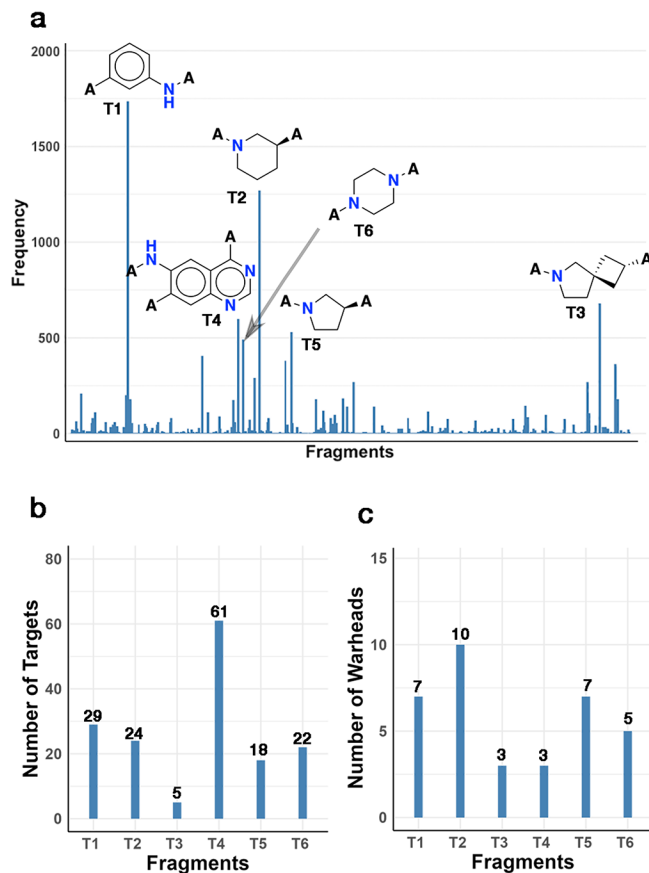 a
2000
1500
1000
500
0
Frequency
Fragments
A
N
H
A
T1
A
N
A
T2
N
A
A
N
T6
H
N
A
A
A
N
N
T4
A
N
A
T5
A
N
A
T3
b
80
60
40
20
0
Number of Targets
29
24
5
61
18
22
T1 T2 T3 T4 T5 T6
Fragments
c
15
10
5
0
Number of Warheads
7
10
3
3
7
5
T1 T2 T3 T4 T5 T6
Fragments